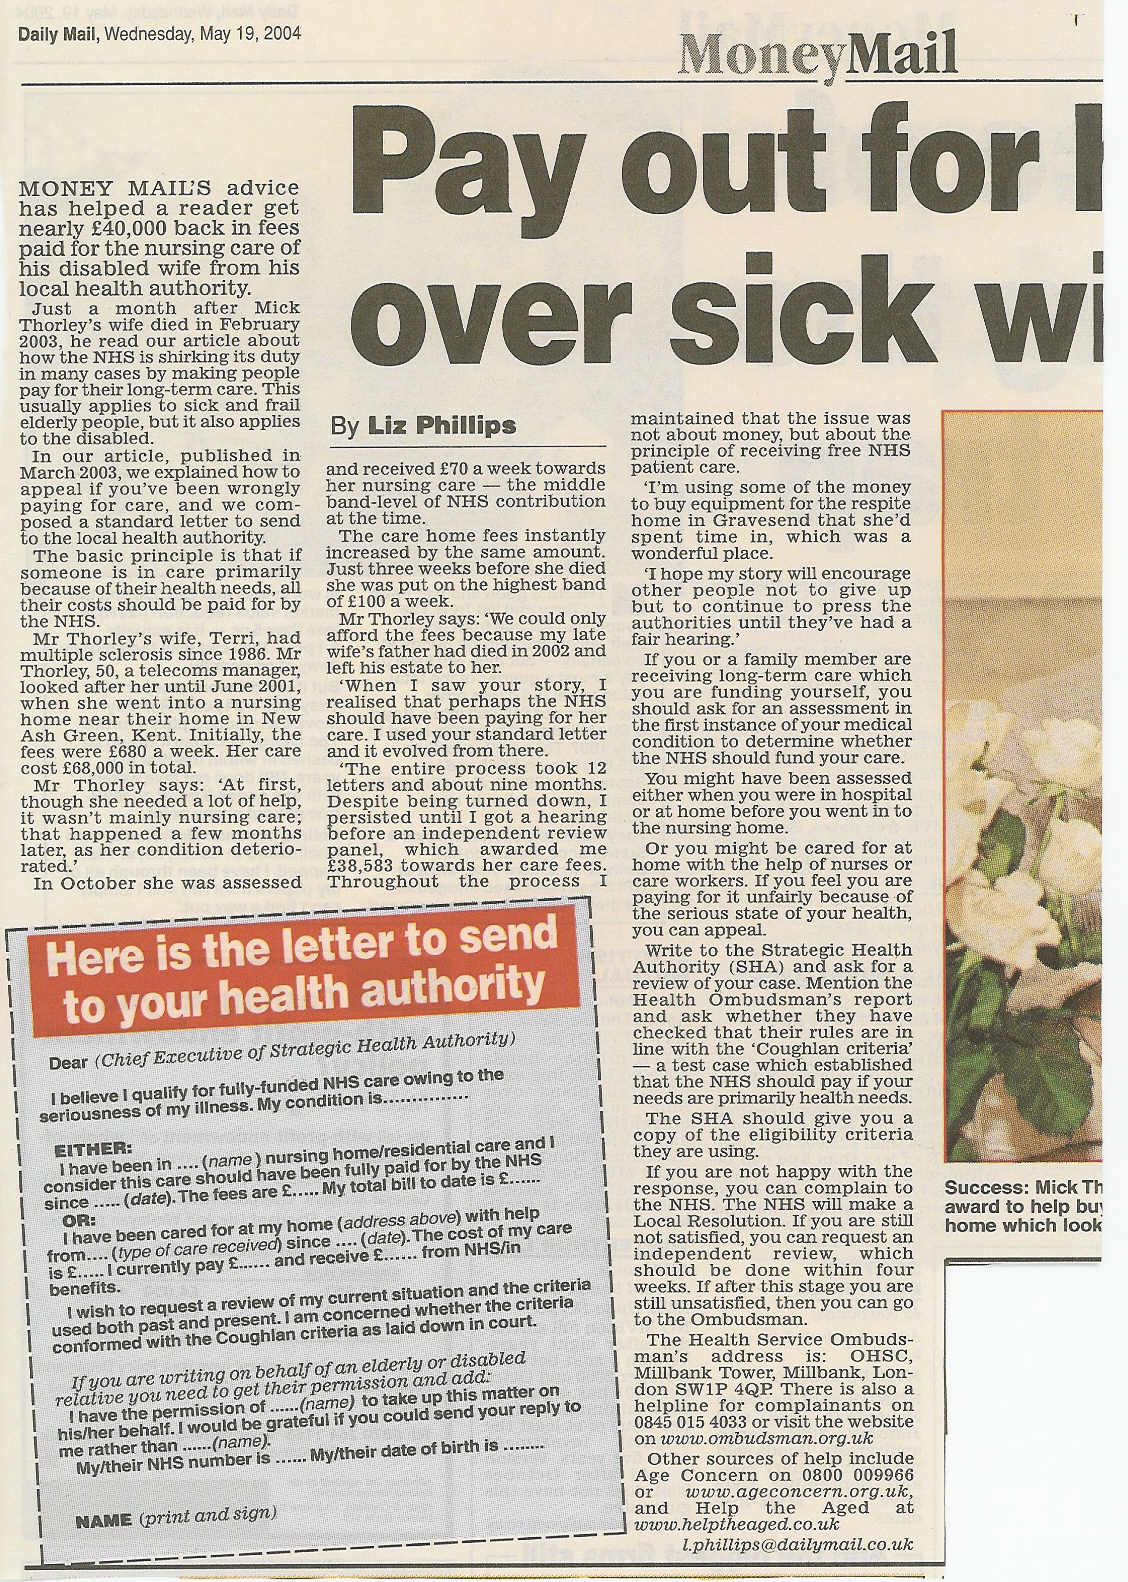 Daily Mail, Wednesday, May 19, 2004
MoneyMail
Pay out for
over sick wi
MONEY MAIL'S advice
has helped a reader get
nearly £40,000 back in fees
paid for the nursing care of
his disabled wife from his
local health authority.
Just a month after Mick
Thorley's wife died in February
2003, he read our article about
how the NHS is shirking its duty
in many cases by making people
pay for their long-term care. This
usually applies to sick and frail
elderly people, but it also applies
to the disabled.
In our article, published in
March 2003, we explained how to
appeal if you've been wrongly
paying for care, and we com-
posed a standard letter to send
to the local health authority.
The basic principle is that if
someone is in care primarily
because of their health needs, all
their costs should be paid for by
the NHS.
Mr Thorley's wife, Terri, had
multiple sclerosis since 1986. Mr
Thorley, 50, a telecoms manager,
looked after her until June 2001,
when she went into a nursing
home near their home in New
Ash Green, Kent. Initially, the
fees were £680 a week. Her care
cost £68,000 in total.
Mr Thorley says: 'At first,
though she needed a lot of help,
it wasn't mainly nursing care;
that happened a few months
later, as her condition deterio-
rated.'
In October she was assessed
By Liz Phillips
and received £70 a week towards
her nursing care — the middle
band-level of NHS contribution
at the time.
The care home fees instantly
increased by the same amount.
Just three weeks before she died
she was put on the highest band
of £100 a week.
Mr Thorley says: 'We could only
afford the fees because my late
wife's father had died in 2002 and
left his estate to her.
'When I saw your story, I
realised that perhaps the NHS
should have been paying for her
care. I used your standard letter
and it evolved from there.
'The entire process took 12
letters and about nine months.
Despite being turned down, I
persisted until I got a hearing
before an independent review
panel, which awarded me
£38,583 towards her care fees.
Throughout the process I
maintained that the issue was
not about money, but about the
principle of receiving free NHS
patient care.
'I'm using some of the money
to buy equipment for the respite
home in Gravesend that she'd
spent time in, which was a
wonderful place.
'I hope my story will encourage
other people not to give up
but to continue to press the
authorities until they've had a
fair hearing.'
If you or a family member are
receiving long-term care which
you are funding yourself, you
should ask for an assessment in
the first instance of your medical
condition to determine whether
the NHS should fund your care.
You might have been assessed
either when you were in hospital
or at home before you went in to
the nursing home.
Or you might be cared for at
home with the help of nurses or
care workers. If you feel you are
paying for it unfairly because of
the serious state of your health,
you can appeal.
Write to the Strategic Health
Authority (SHA) and ask for a
review of your case. Mention the
Health Ombudsman's report
and ask whether they have
checked that their rules are in
line with the 'Coughlan criteria'
— a test case which established
that the NHS should pay if your
needs are primarily health needs.
The SHA should give you a
copy of the eligibility criteria
they are using.
If you are not happy with the
response, you can complain to
the NHS. The NHS will make a
Local Resolution. If you are still
not satisfied, you can request an
independent review, which
should be done within four
weeks. If after this stage you are
still unsatisfied, then you can go
to the Ombudsman.
The Health Service Ombuds-
man's address is: OHSC,
Millbank Tower, Millbank, Lon-
don SW1P 4QP. There is also a
helpline for complainants on
0845 015 4033 or visit the website
on www.ombudsman.org.uk
Other sources of help include
Age Concern on 0800 009966
or www.ageconcern.org.uk,
and Help the Aged at
www.helptheaged.co.uk
l.phillips@dailymail.co.uk
Success: Mick Th
award to help bu
home which look
Here is the letter to send
to your health authority
Dear (Chief Executive of Strategic Health Authority)
I believe I qualify for fully-funded NHS care owing to the
seriousness of my illness. My condition is...............
EITHER:
I have been in .... (name) nursing home/residential care and I
consider this care should have been fully paid for by the NHS
since ..... (date). The fees are £..... My total bill to date is £......
OR:
I have been cared for at my home (address above) with help
from.... (type of care received) since .... (date). The cost of my care
is £..... I currently pay £...... and receive £...... from NHS/in
benefits.
I wish to request a review of my current situation and the criteria
used both past and present. I am concerned whether the criteria
conformed with the Coughlan criteria as laid down in court.
If you are writing on behalf of an elderly or disabled
relative you need to get their permission and add:
I have the permission of ......(name) to take up this matter on
his/her behalf. I would be grateful if you could send your reply to
me rather than ......(name).
My/their NHS number is ...... My/their date of birth is ........
NAME (print and sign)